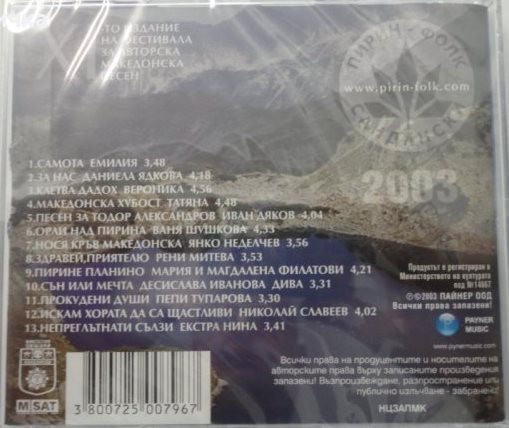 -ТО ИЗДАНИЕ
НА ФЕСТИВАЛА
ЗА АВТОРСКА
МАКЕДОНСКА
ПЕСЕН
ПИРИН - ФОЛК
www.pirin-folk.com
САНДАНСКИ
2003
1.САМОТА ЕМИЛИЯ 3,48
2.ЗА НАС ДАНИЕЛА ЯДКОВА 4,18
3.КЛЕТВА ДАДОХ ВЕРОНИКА 4,56
4.МАКЕДОНСКА ХУБОСТ ТАТЯНА 4,48
5.ПЕСЕН ЗА ТОДОР АЛЕКСАНДРОВ ИВАН ДЯКОВ 4,04
6.ОРЛИ НАД ПИРИНА ВАНЯ ШУШКОВА 4,33
7.НОСЯ КРЪВ МАКЕДОНСКА ЯНКО НЕДЕЛЧЕВ 3,56
8.ЗДРАВЕЙ,ПРИЯТЕЛЮ РЕНИ МИТЕВА 3,53
9.ПИРИНЕ ПЛАНИНО МАРИЯ И МАГДАЛЕНА ФИЛАТОВИ 4,21
10.СЪН ИЛИ МЕЧТА ДЕСИСЛАВА ИВАНОВА ДИВА 3,31
11.ПРОКУДЕНИ ДУШИ ПЕПИ ТУПАРОВА 3,30
12.ИСКАМ ХОРАТА ДА СА ЩАСТЛИВИ НИКОЛАЙ СЛАВЕЕВ 4,02
13.НЕПРЕГЛЪТНАТИ СЪЛЗИ ЕКСТРА НИНА 3,41
Продуктът е регистриран в
Министерството на културата
под №14667
©℗2003 ПАЙНЕР ООД
Всички права запазени!
PAYNER
MUSIC
www.paynermusic.com
M SAT
3 800725 007967
Всички права на продуцентите и носителите на
авторските права върху записаните произведения
запазени! Възпроизвеждане, разпространение или
публично излъчване - забранено!
НЦЗАПМК